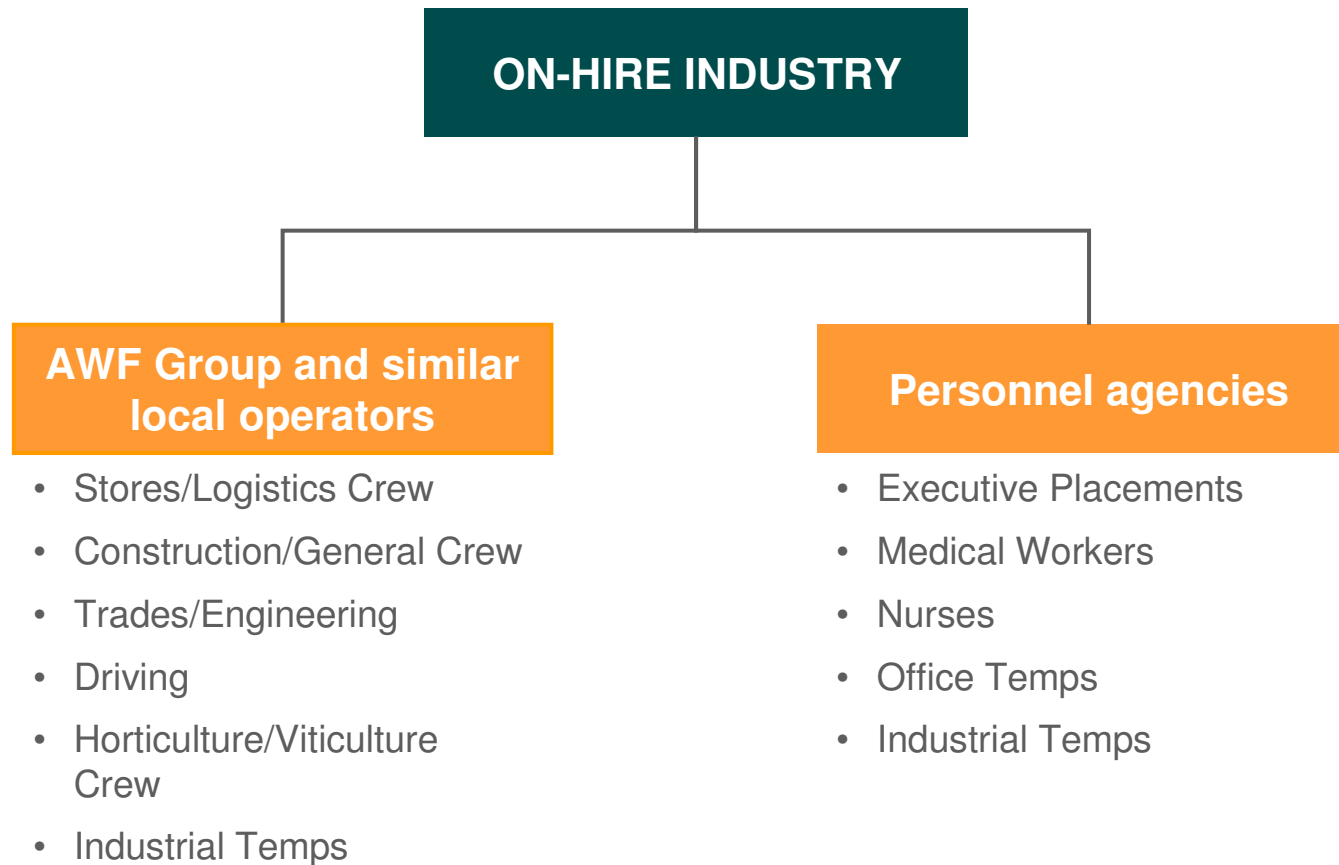 ON-HIRE INDUSTRY
AWF Group and similar
local operators
• Stores/Logistics Crew
• Construction/General Crew
• Trades/Engineering
• Driving
• Horticulture/Viticulture
Crew
• Industrial Temps
Personnel agencies
• Executive Placements
• Medical Workers
• Nurses
• Office Temps
• Industrial Temps